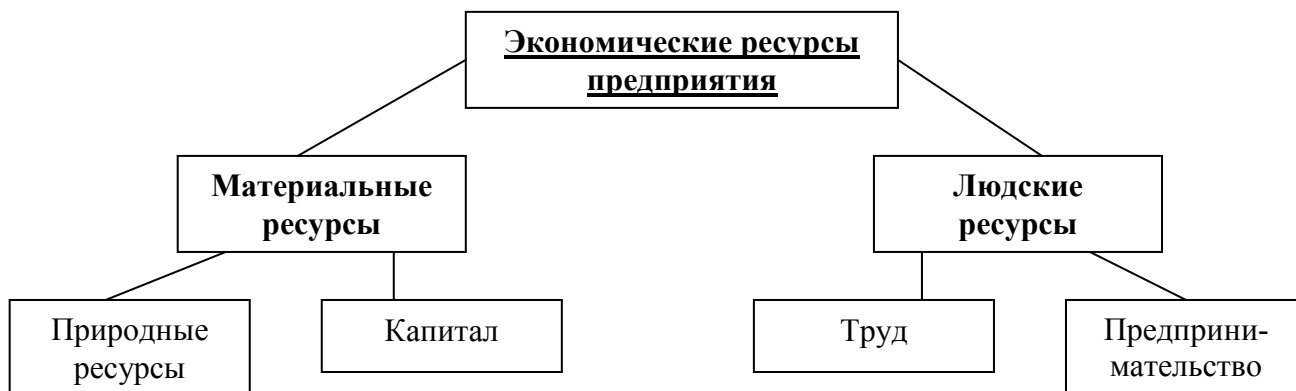 Экономические ресурсы
предприятия
Материальные
ресурсы
Людские
ресурсы
Природные
ресурсы
Капитал
Труд
Предприни-
мательство